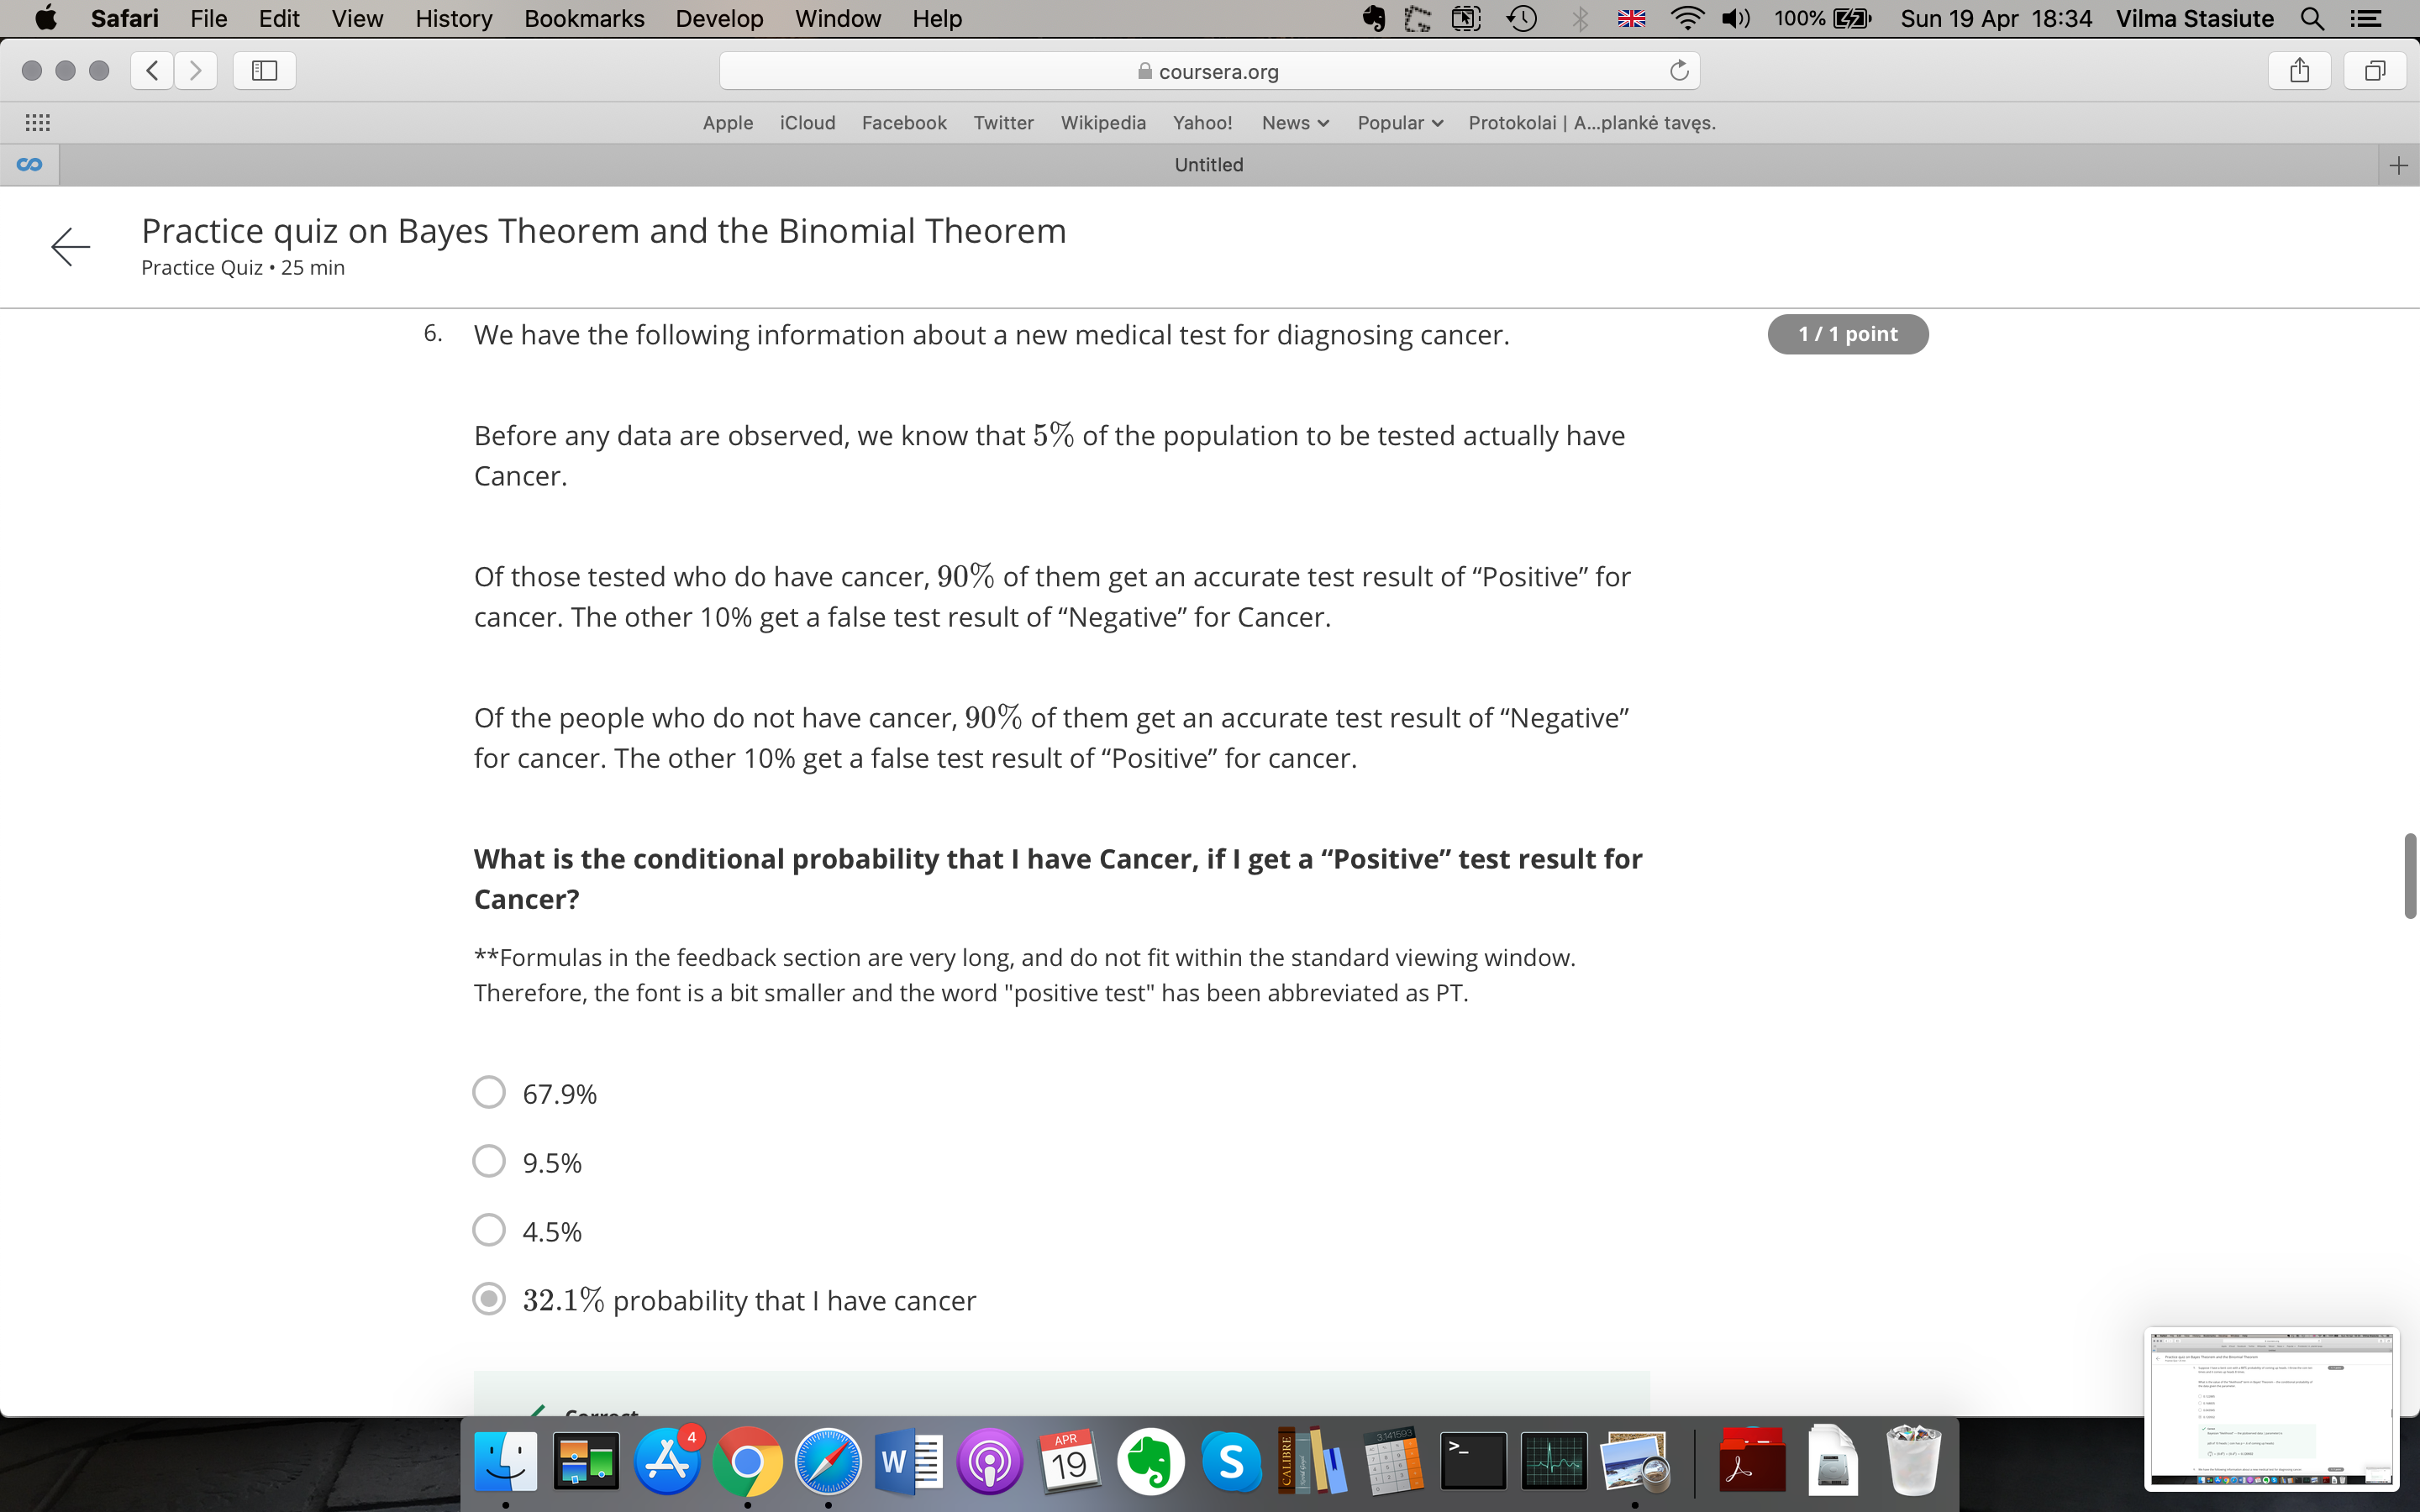 Safari File Edit View History Bookmarks Develop Window Help 100% Sun 19 Apr 18:34 Vilma Stasiute
coursera.org
Apple iCloud Facebook Twitter Wikipedia Yahoo! News Popular Protokolai | A...plankė tavęs.
Untitled
Practice quiz on Bayes Theorem and the Binomial Theorem
Practice Quiz • 25 min
6. We have the following information about a new medical test for diagnosing cancer. 1 / 1 point
Before any data are observed, we know that 5% of the population to be tested actually have
Cancer.
Of those tested who do have cancer, 90% of them get an accurate test result of “Positive” for
cancer. The other 10% get a false test result of “Negative” for Cancer.
Of the people who do not have cancer, 90% of them get an accurate test result of “Negative”
for cancer. The other 10% get a false test result of “Positive” for cancer.
What is the conditional probability that I have Cancer, if I get a “Positive” test result for
Cancer?
**Formulas in the feedback section are very long, and do not fit within the standard viewing window.
Therefore, the font is a bit smaller and the word "positive test" has been abbreviated as PT.
67.9%
9.5%
4.5%
32.1% probability that I have cancer
Correct
4
W
APR
19
S
CALIBRE
3.141593
>_